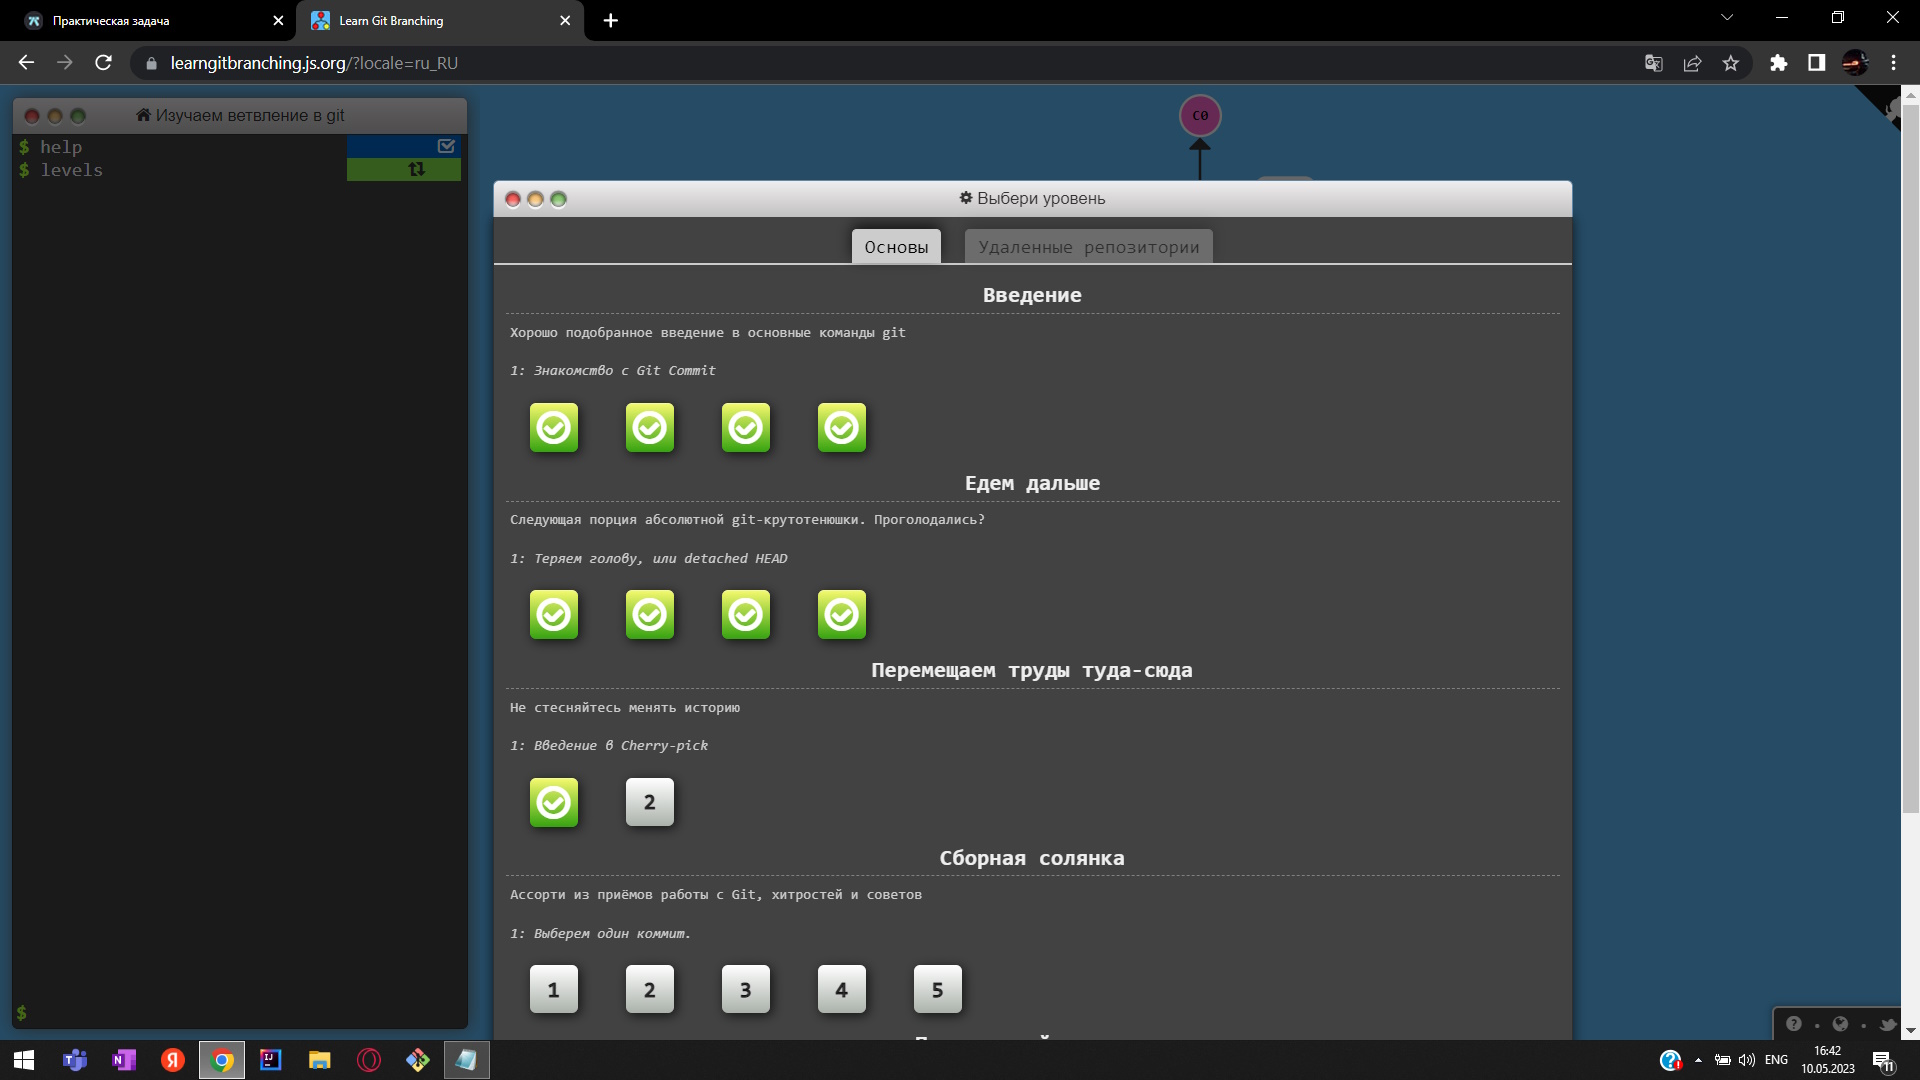 Практическая задача
Learn Git Branching
learngitbranching.js.org/?locale=ru_RU
Изучаем ветвление в git
$ help
$ levels
$
C0
Выбери уровень
Основы
Удаленные репозитории
Введение
Хорошо подобранное введение в основные команды git
1: Знакомство с Git Commit
Едем дальше
Следующая порция абсолютной git-крутотенюшки. Проголодались?
1: Теряем голову, или detached HEAD
Перемещаем труды туда-сюда
Не стесняйтесь менять историю
1: Введение в Cherry-pick
2
Сборная солянка
Ассорти из приёмов работы с Git, хитростей и советов
1: Выберем один коммит.
1 2 3 4 5
ENG
16:42
10.05.2023
11